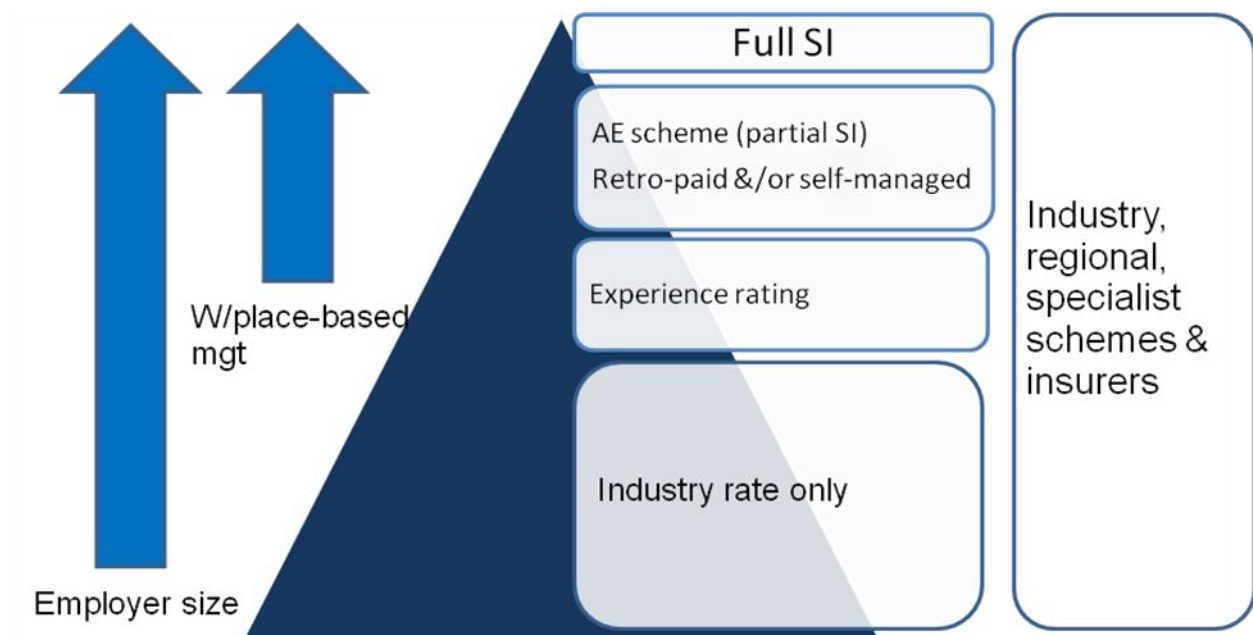 Full SI
AE scheme (partial SI)
Retro-paid &/or self-managed
Experience rating
Industry rate only
W/place-based
mgt
Employer size
Industry,
regional,
specialist
schemes &
insurers